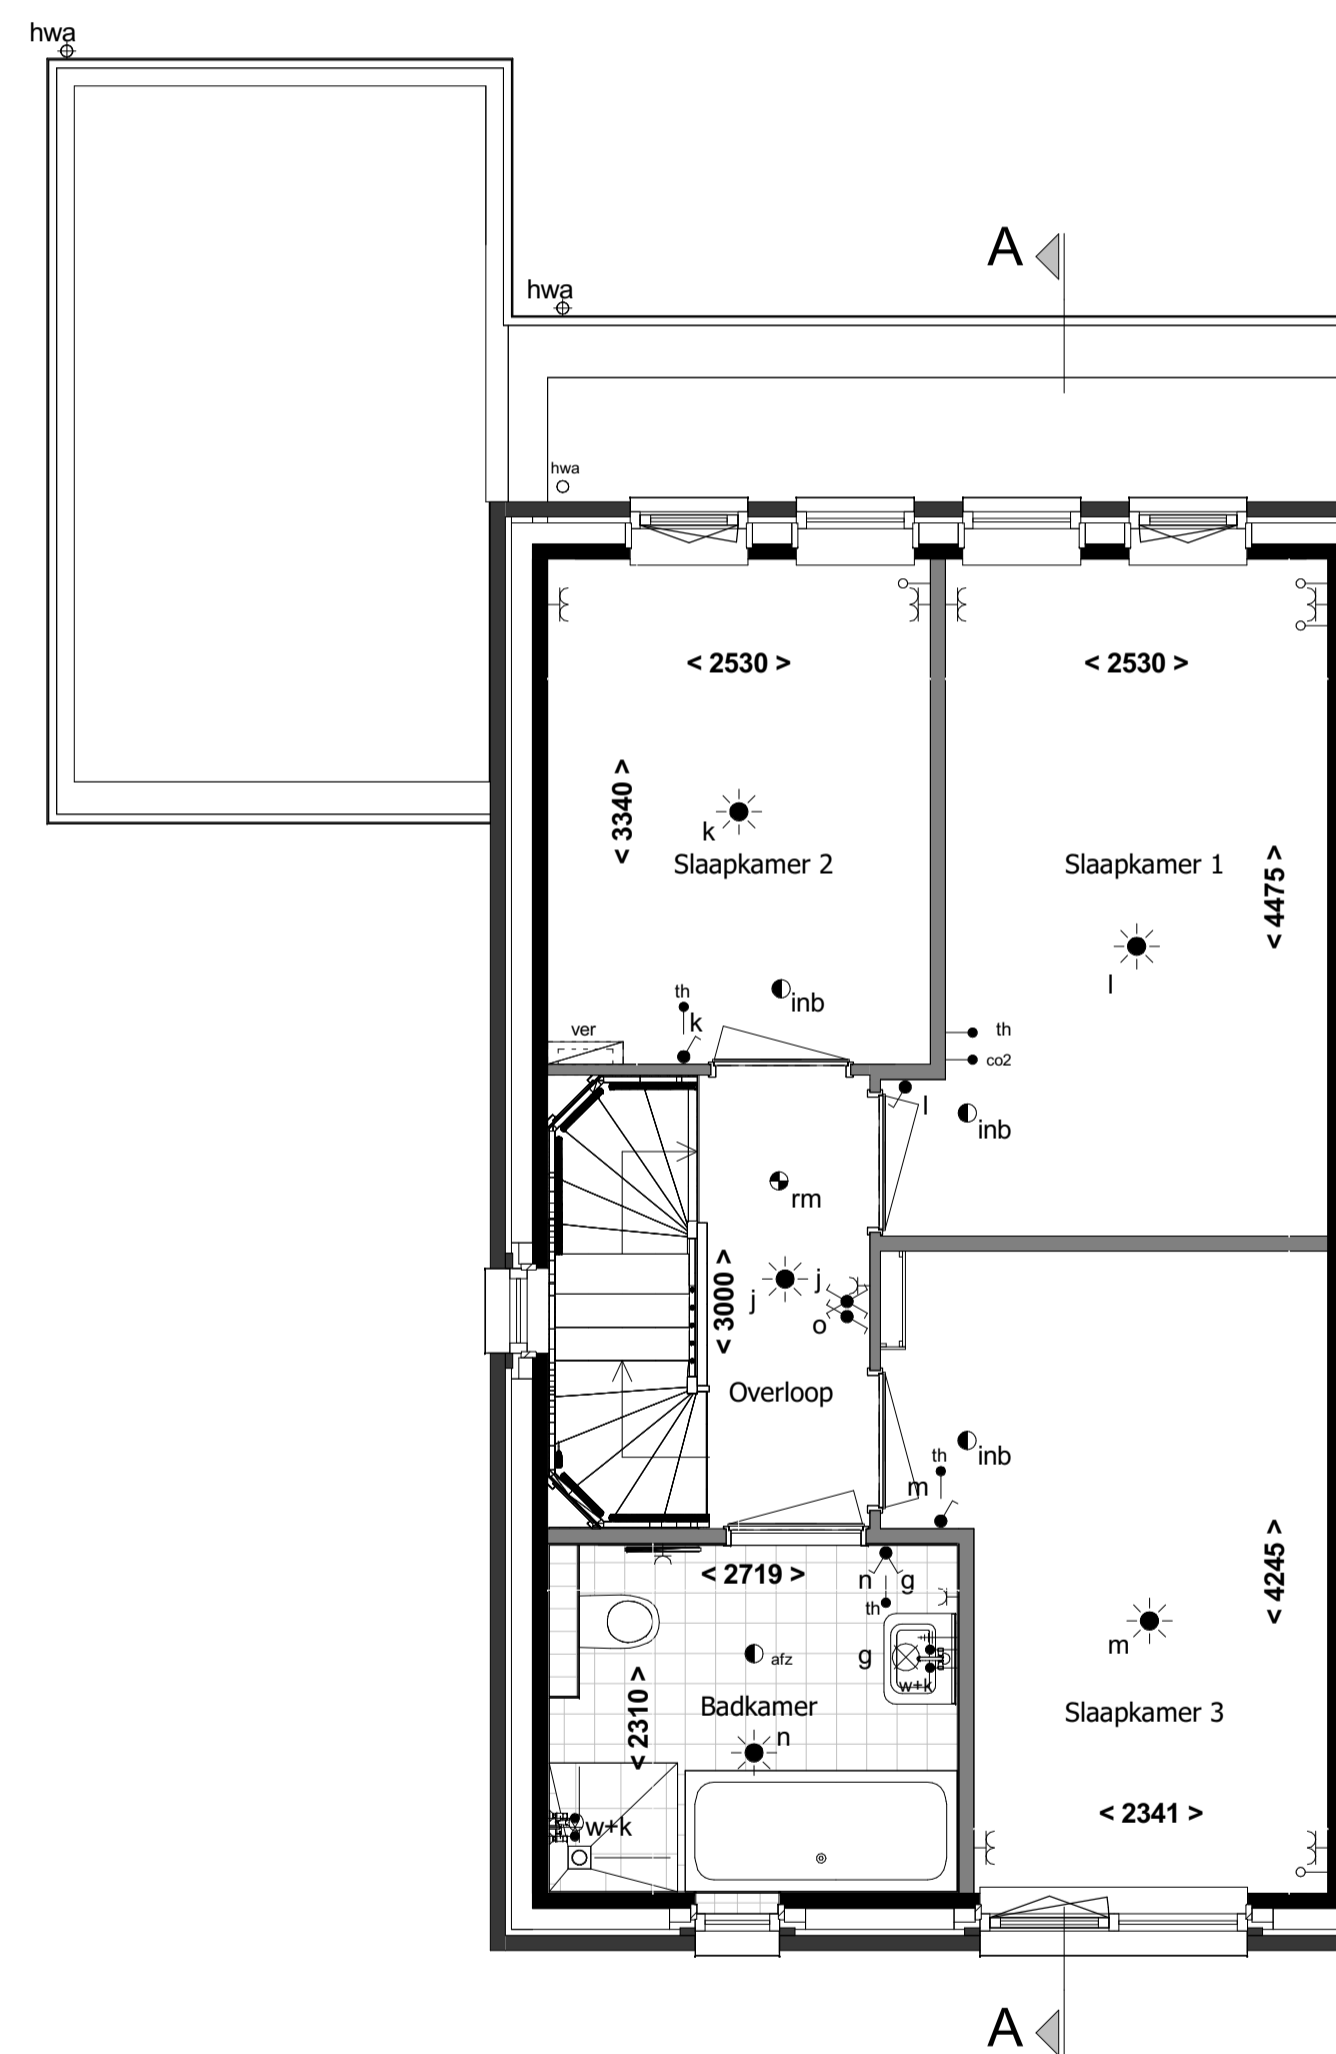 hwa
A
hwa
hwa
< 2530 >
< 2530 >
< 3340 >
k
Slaapkamer 2
Slaapkamer 1
< 4475 >
l
th
inb
k
ver
th
co2
l
inb
rm
< 3000 >
j
j
o
Overloop
inb
th
m
< 2719 >
n
g
th
< 4245 >
m
g
afz
w+k
< 2310 >
Badkamer
Slaapkamer 3
n
< 2341 >
w+k
A